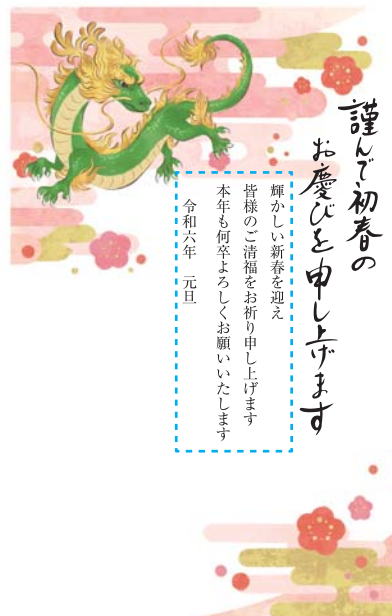 謹んで初春の
お慶びを申し上げます
輝かしい新春を迎え
皆様のご清福をお祈り申し上げます
本年も何卒よろしくお願いいたします
令和六年　元旦